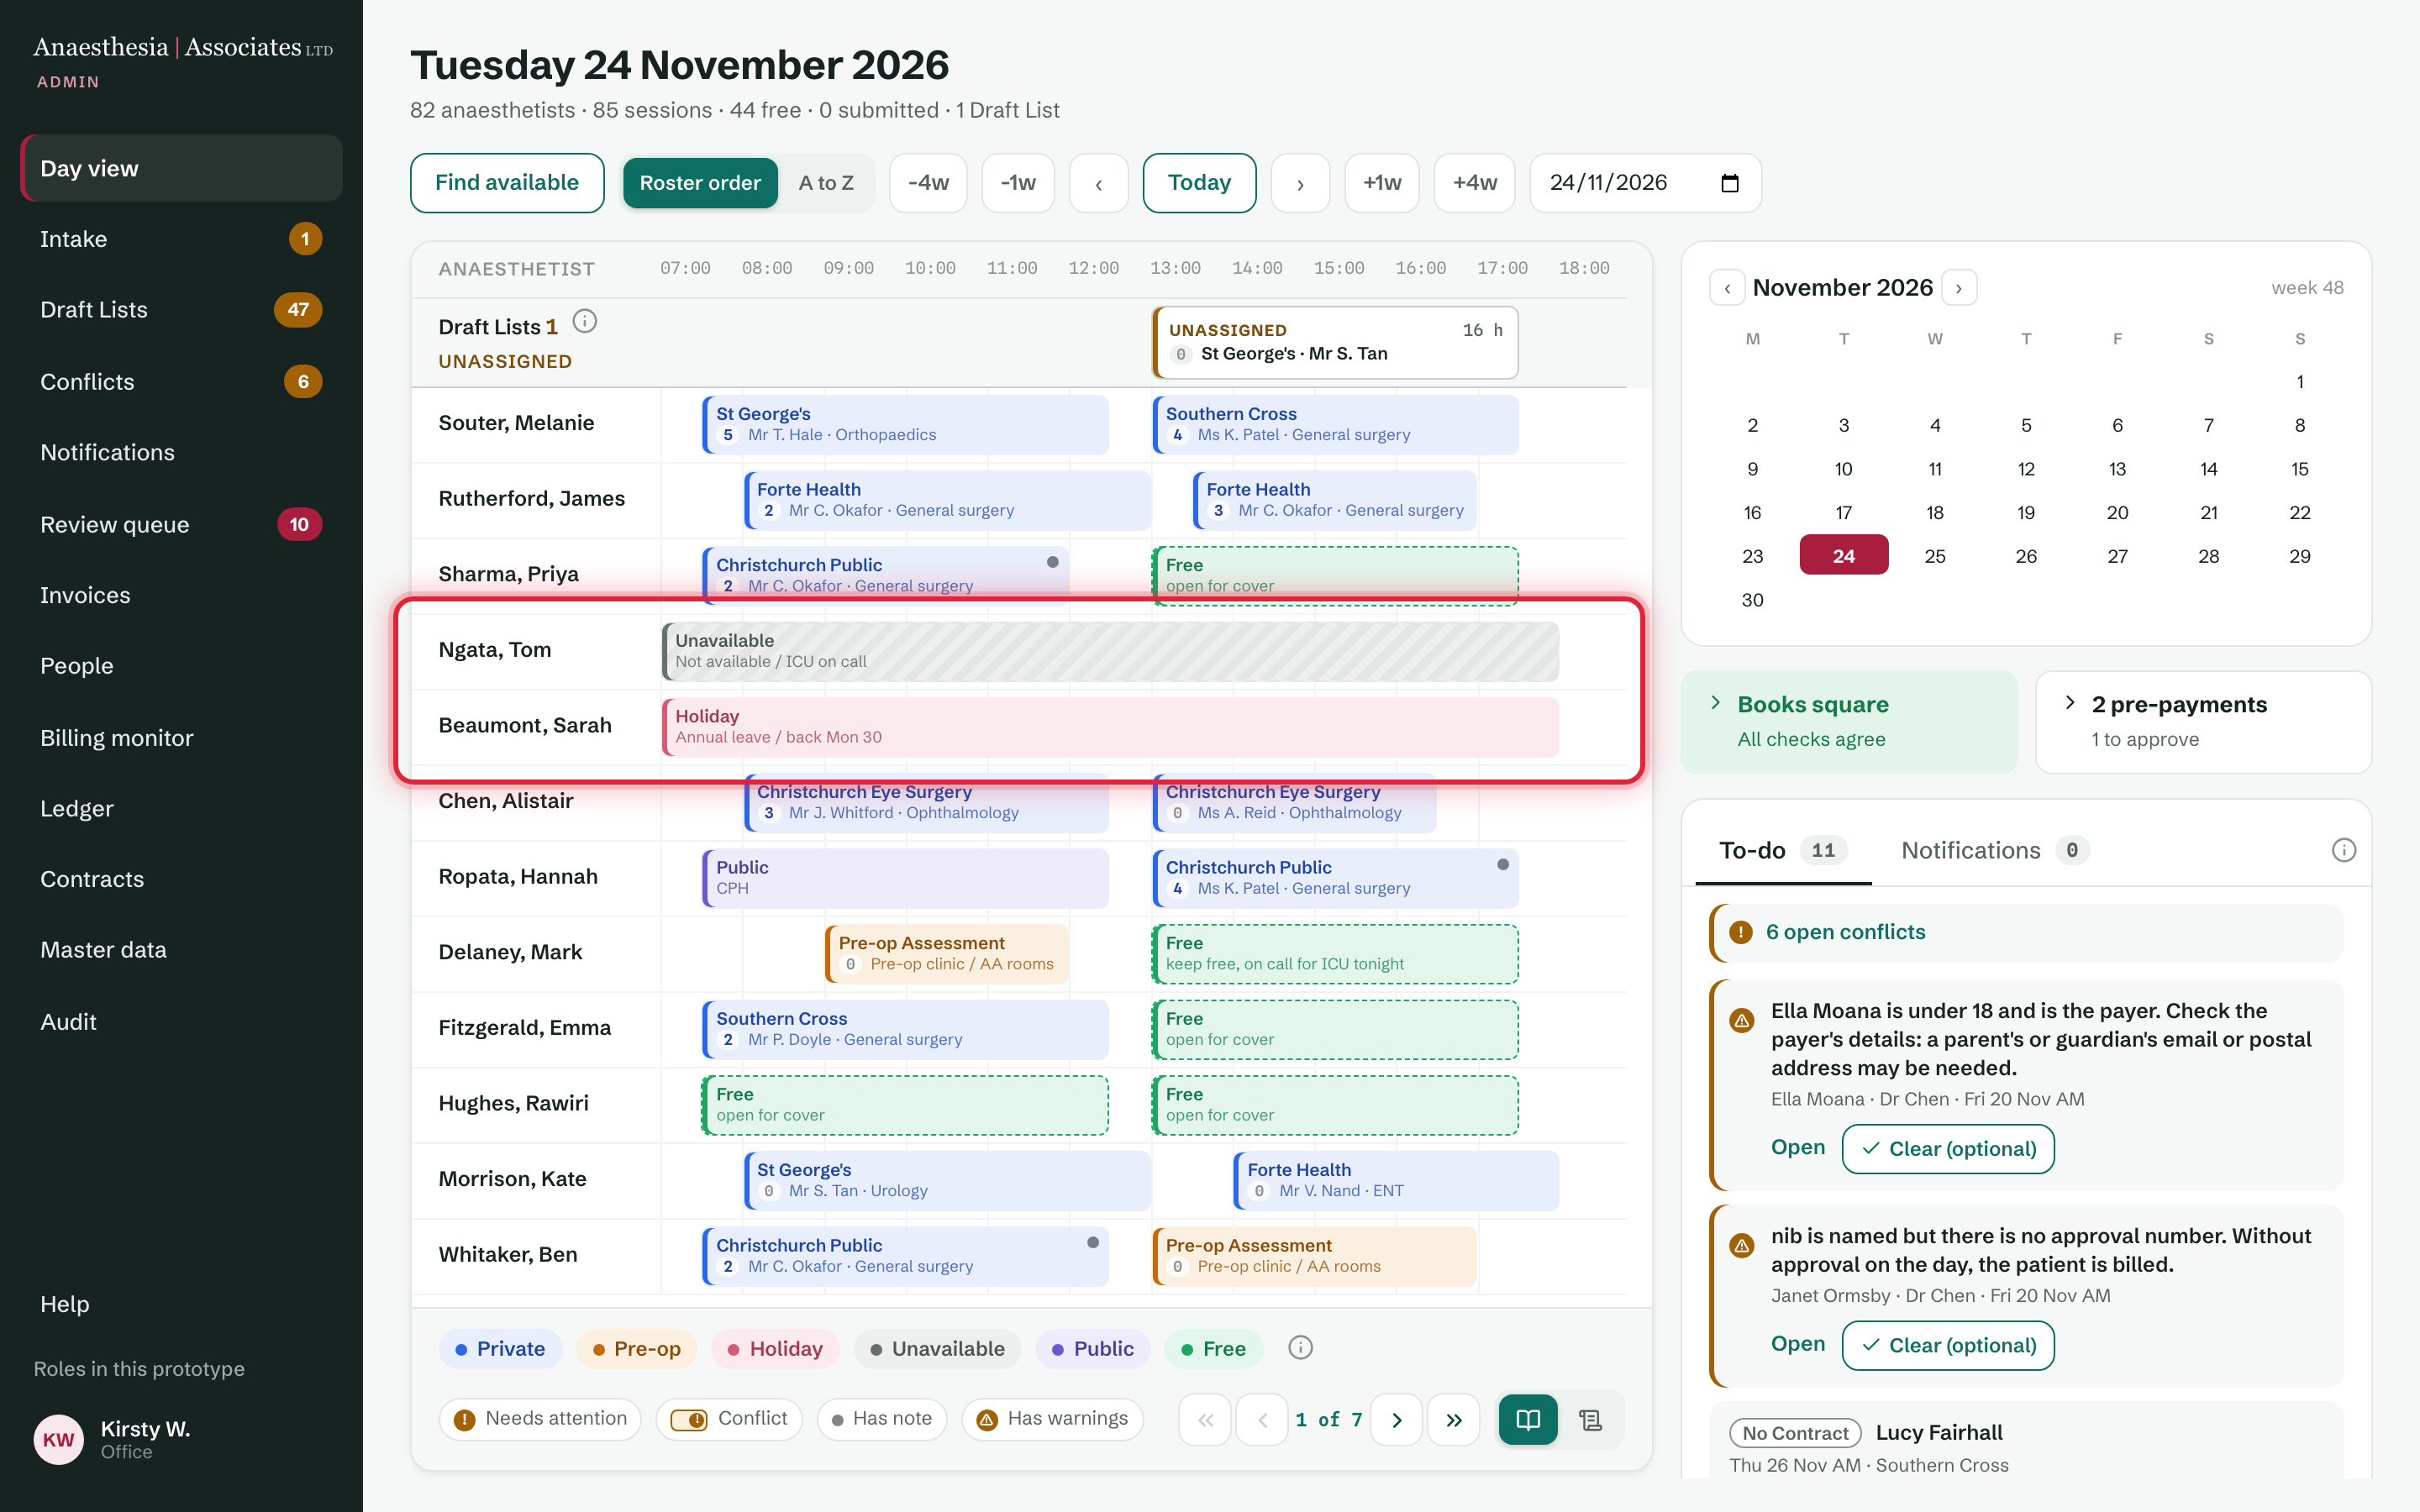 Anaesthesia | Associates LTD
ADMIN
Day view
Intake 1
Draft Lists 47
Conflicts 6
Notifications
Review queue 10
Invoices
People
Billing monitor
Ledger
Contracts
Master data
Audit
Help
Roles in this prototype
KW Kirsty W.
Office
Tuesday 24 November 2026
82 anaesthetists · 85 sessions · 44 free · 0 submitted · 1 Draft List
Find available Roster order A to Z -4w -1w ‹ Today › +1w +4w 24/11/2026
ANAESTHETIST 07:00 08:00 09:00 10:00 11:00 12:00 13:00 14:00 15:00 16:00 17:00 18:00
Draft Lists 1
UNASSIGNED
UNASSIGNED 16 h
0 St George's · Mr S. Tan
Souter, Melanie
St George's
5 Mr T. Hale · Orthopaedics
Southern Cross
4 Ms K. Patel · General surgery
Rutherford, James
Forte Health
2 Mr C. Okafor · General surgery
Forte Health
3 Mr C. Okafor · General surgery
Sharma, Priya
Christchurch Public
2 Mr C. Okafor · General surgery
Free
open for cover
Ngata, Tom
Unavailable
Not available / ICU on call
Beaumont, Sarah
Holiday
Annual leave / back Mon 30
Chen, Alistair
Christchurch Eye Surgery
3 Mr J. Whitford · Ophthalmology
Christchurch Eye Surgery
0 Ms A. Reid · Ophthalmology
Ropata, Hannah
Public
CPH
Christchurch Public
4 Ms K. Patel · General surgery
Delaney, Mark
Pre-op Assessment
0 Pre-op clinic / AA rooms
Free
keep free, on call for ICU tonight
Fitzgerald, Emma
Southern Cross
2 Mr P. Doyle · General surgery
Free
open for cover
Hughes, Rawiri
Free
open for cover
Free
open for cover
Morrison, Kate
St George's
0 Mr S. Tan · Urology
Forte Health
0 Mr V. Nand · ENT
Whitaker, Ben
Christchurch Public
2 Mr C. Okafor · General surgery
Pre-op Assessment
0 Pre-op clinic / AA rooms
Private Pre-op Holiday Unavailable Public Free
Needs attention Conflict Has note Has warnings « ‹ 1 of 7 › »
‹ November 2026 › week 48
M T W T F S S
1
2 3 4 5 6 7 8
9 10 11 12 13 14 15
16 17 18 19 20 21 22
23 24 25 26 27 28 29
30
Books square
All checks agree
2 pre-payments
1 to approve
To-do 11 Notifications 0
6 open conflicts
Ella Moana is under 18 and is the payer. Check the
payer's details: a parent's or guardian's email or postal
address may be needed.
Ella Moana · Dr Chen · Fri 20 Nov AM
Open Clear (optional)
nib is named but there is no approval number. Without
approval on the day, the patient is billed.
Janet Ormsby · Dr Chen · Fri 20 Nov AM
Open Clear (optional)
No Contract Lucy Fairhall
Thu 26 Nov AM · Southern Cross